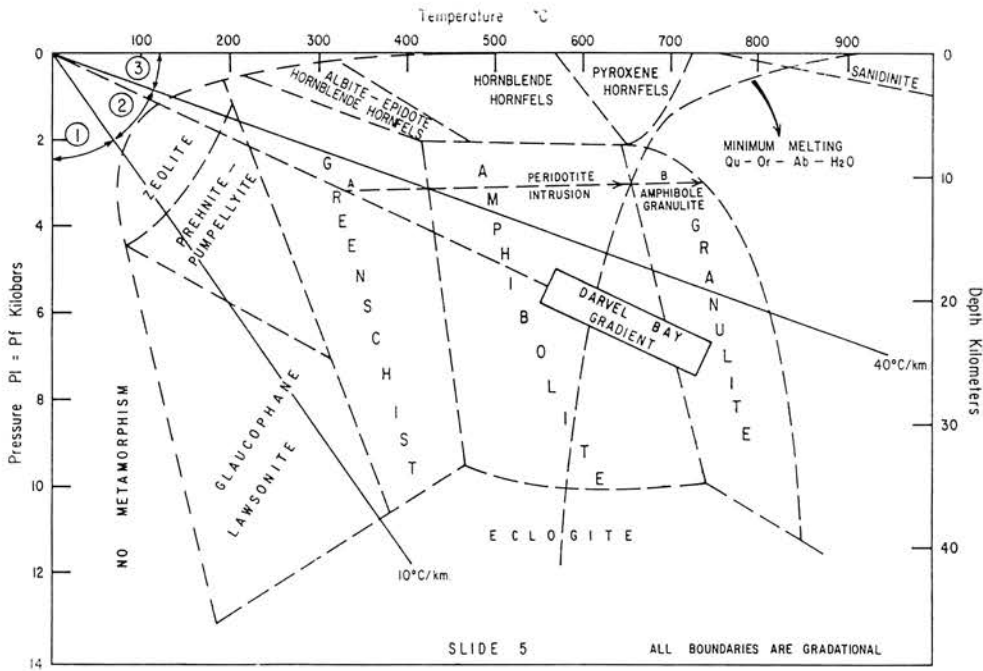 Temperature °C
100 200 300 400 500 600 700 800 900
0 2 4 6 8 10 12 14
Pressure Pl = Pf Kilobars
0 10 20 30 40
Depth Kilometers
1
2
3
ZEOLITE
PREHNITE -
PUMPELLYITE
ALBITE - EPIDOTE
HORNBLENDE HORNFELS
HORNBLENDE
HORNFELS
PYROXENE
HORNFELS
SANIDINITE
MINIMUM MELTING
Qu - Or - Ab - H2O
GREENSCHIST
A
PERIDOTITE
INTRUSION
B
AMPHIBOLE
GRANULITE
AMPHIBOLITE
GRANULITE
DARVEL BAY
GRADIENT
40°C/km.
NO METAMORPHISM
GLAUCOPHANE
LAWSONITE
ECLOGITE
10°C/km.
SLIDE 5
ALL BOUNDARIES ARE GRADATIONAL